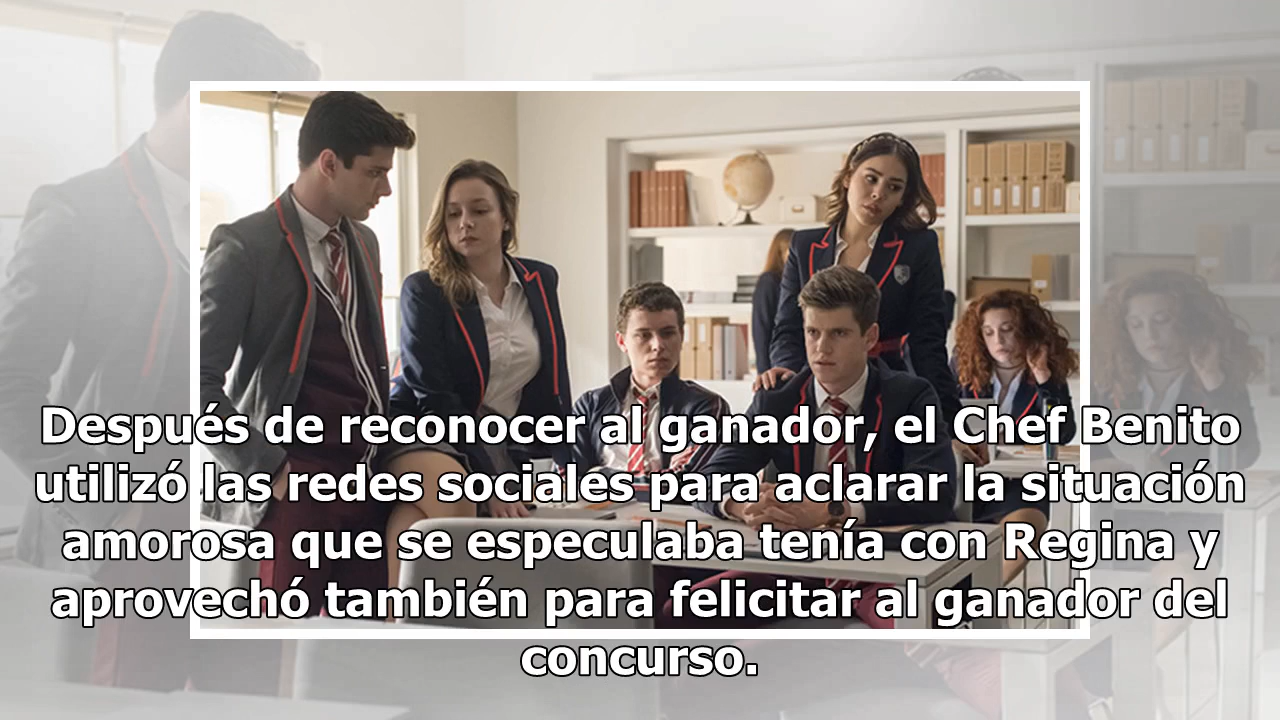 Después de reconocer al ganador, el Chef Benito
utilizó las redes sociales para aclarar la situación
amorosa que se especulaba tenía con Regina y
aprovechó también para felicitar al ganador del
concurso.